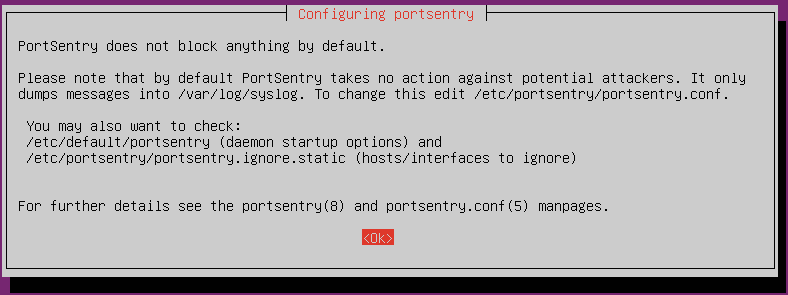 Configuring portsentry
PortSentry does not block anything by default.
Please note that by default PortSentry takes no action against potential attackers. It only
dumps messages into /var/log/syslog. To change this edit /etc/portsentry/portsentry.conf.
You may also want to check:
/etc/default/portsentry (daemon startup options) and
/etc/portsentry/portsentry.ignore.static (hosts/interfaces to ignore)
For further details see the portsentry(8) and portsentry.conf(5) manpages.
<Ok>